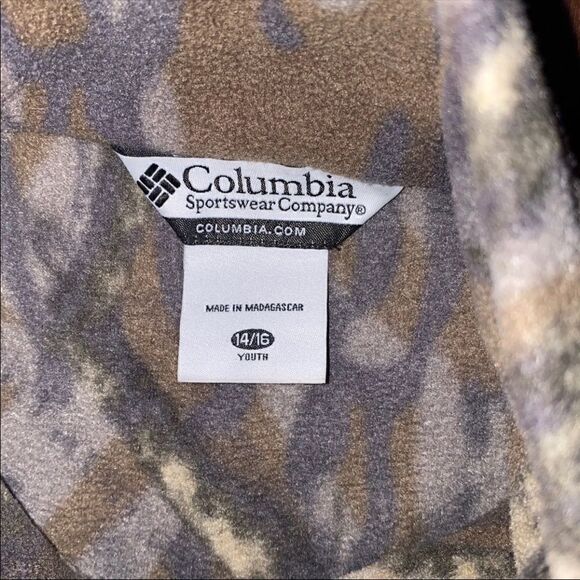 Columbia
Sportswear Company®
COLUMBIA.COM
MADE IN MADAGASCAR
14/16
YOUTH